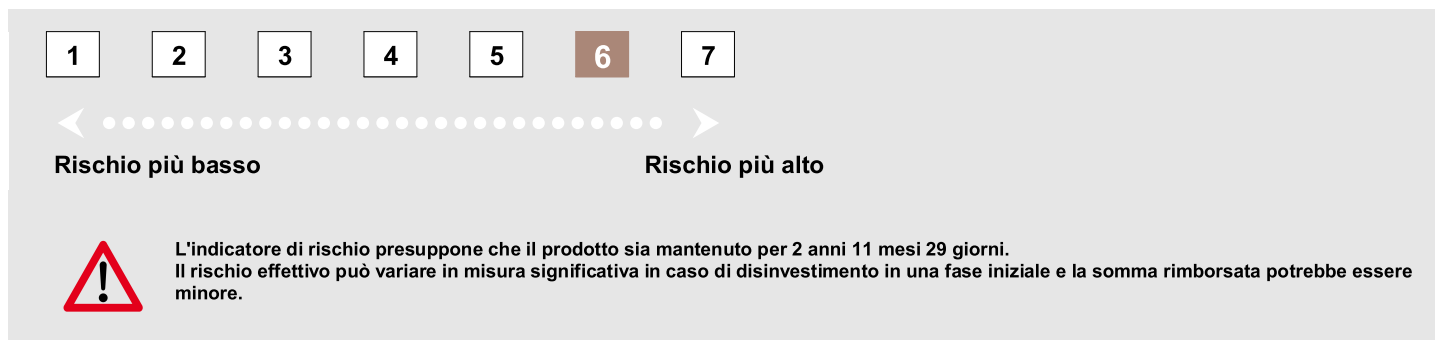 1 2 3 4 5 6 7
Rischio più basso Rischio più alto
L'indicatore di rischio presuppone che il prodotto sia mantenuto per 2 anni 11 mesi 29 giorni.
Il rischio effettivo può variare in misura significativa in caso di disinvestimento in una fase iniziale e la somma rimborsata potrebbe essere
minore.